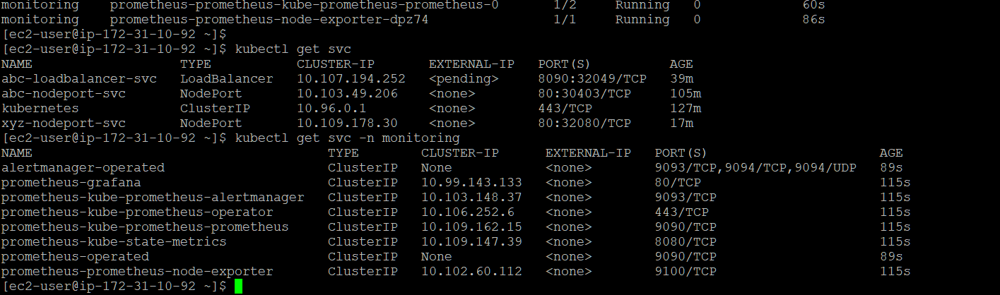 monitoring prometheus-prometheus-kube-prometheus-prometheus-0 1/2 Running 0 60s
monitoring prometheus-prometheus-node-exporter-dpz74 1/1 Running 0 86s
[ec2-user@ip-172-31-10-92 ~]$
[ec2-user@ip-172-31-10-92 ~]$ kubectl get svc
NAME TYPE CLUSTER-IP EXTERNAL-IP PORT(S) AGE
abc-loadbalancer-svc LoadBalancer 10.107.194.252 <pending> 8090:32049/TCP 39m
abc-nodeport-svc NodePort 10.103.49.206 <none> 80:30403/TCP 105m
kubernetes ClusterIP 10.96.0.1 <none> 443/TCP 127m
xyz-nodeport-svc NodePort 10.109.178.30 <none> 80:32080/TCP 17m
[ec2-user@ip-172-31-10-92 ~]$ kubectl get svc -n monitoring
NAME TYPE CLUSTER-IP EXTERNAL-IP PORT(S) AGE
alertmanager-operated ClusterIP None <none> 9093/TCP,9094/TCP,9094/UDP 89s
prometheus-grafana ClusterIP 10.99.143.133 <none> 80/TCP 115s
prometheus-kube-prometheus-alertmanager ClusterIP 10.103.148.37 <none> 9093/TCP 115s
prometheus-kube-prometheus-operator ClusterIP 10.106.252.6 <none> 443/TCP 115s
prometheus-kube-prometheus-prometheus ClusterIP 10.109.162.15 <none> 9090/TCP 115s
prometheus-kube-state-metrics ClusterIP 10.109.147.39 <none> 8080/TCP 115s
prometheus-operated ClusterIP None <none> 9090/TCP 89s
prometheus-prometheus-node-exporter ClusterIP 10.102.60.112 <none> 9100/TCP 115s
[ec2-user@ip-172-31-10-92 ~]$